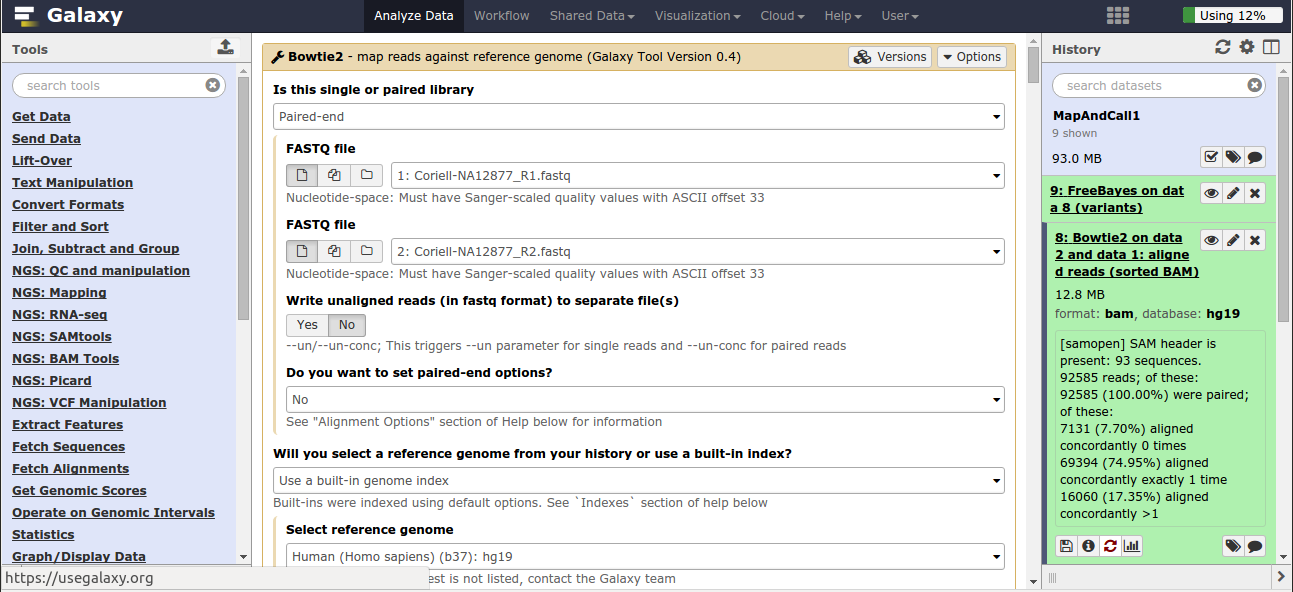 Galaxy
Analyze Data Workflow Shared Data Visualization Cloud Help User
Using 12%
Tools
search tools
Get Data
Send Data
Lift-Over
Text Manipulation
Convert Formats
Filter and Sort
Join, Subtract and Group
NGS: QC and manipulation
NGS: Mapping
NGS: RNA-seq
NGS: SAMtools
NGS: BAM Tools
NGS: Picard
NGS: VCF Manipulation
Extract Features
Fetch Sequences
Fetch Alignments
Get Genomic Scores
Operate on Genomic Intervals
Statistics
Graph/Display Data
https://usegalaxy.org
Bowtie2 - map reads against reference genome (Galaxy Tool Version 0.4)
Versions
Options
Is this single or paired library
Paired-end
FASTQ file
1: Coriell-NA12877_R1.fastq
Nucleotide-space: Must have Sanger-scaled quality values with ASCII offset 33
FASTQ file
2: Coriell-NA12877_R2.fastq
Nucleotide-space: Must have Sanger-scaled quality values with ASCII offset 33
Write unaligned reads (in fastq format) to separate file(s)
Yes No
--un/--un-conc; This triggers --un parameter for single reads and --un-conc for paired reads
Do you want to set paired-end options?
No
See "Alignment Options" section of Help below for information
Will you select a reference genome from your history or use a built-in index?
Use a built-in genome index
Built-ins were indexed using default options. See `Indexes` section of help below
Select reference genome
Human (Homo sapiens) (b37): hg19
est is not listed, contact the Galaxy team
History
search datasets
MapAndCall1
9 shown
93.0 MB
9: FreeBayes on dat
a 8 (variants)
8: Bowtie2 on data
2 and data 1: aligne
d reads (sorted BAM)
12.8 MB
format: bam, database: hg19
[samopen] SAM header is
present: 93 sequences.
92585 reads; of these:
92585 (100.00%) were paired;
of these:
7131 (7.70%) aligned
concordantly 0 times
69394 (74.95%) aligned
concordantly exactly 1 time
16060 (17.35%) aligned
concordantly >1